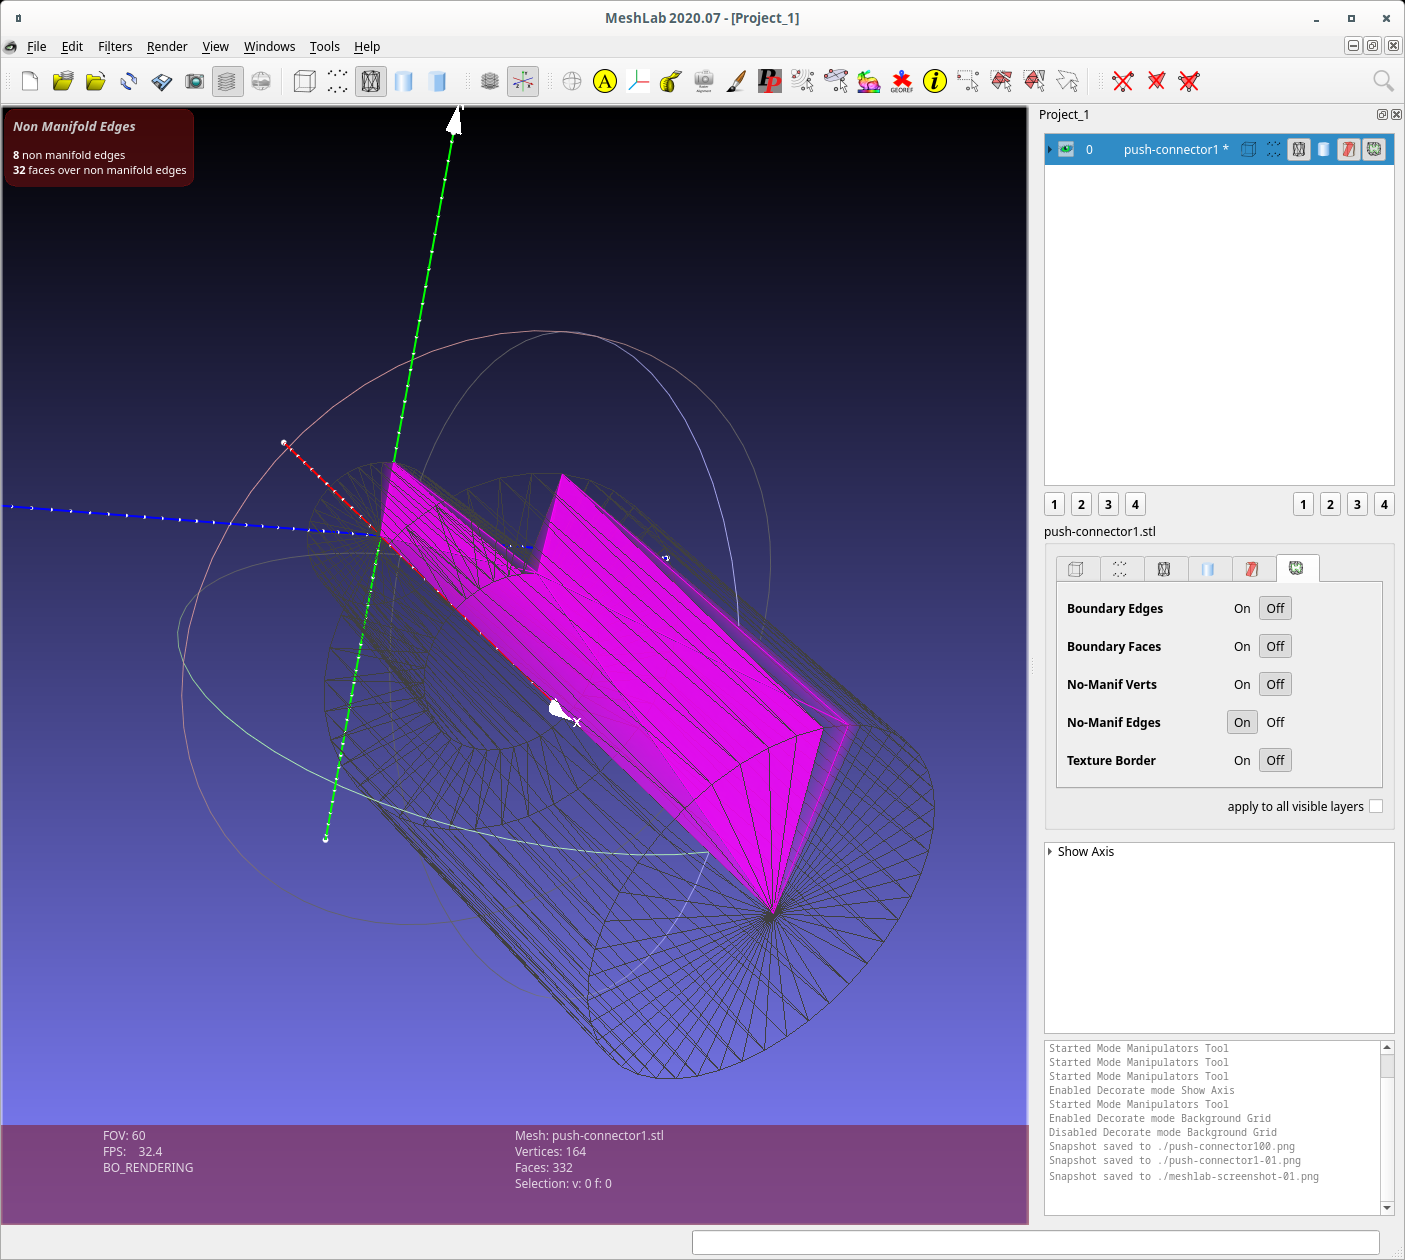 MeshLab 2020.07 - [Project_1]
File Edit Filters Render View Windows Tools Help
A
PP
GEOREF
i
Non Manifold Edges
8 non manifold edges
32 faces over non manifold edges
x
FOV: 60
FPS: 32.4
BO_RENDERING
Mesh: push-connector1.stl
Vertices: 164
Faces: 332
Selection: v: 0 f: 0
Project_1
0 push-connector1 *
1 2 3 4 1 2 3 4
push-connector1.stl
Boundary Edges On Off
Boundary Faces On Off
No-Manif Verts On Off
No-Manif Edges On Off
Texture Border On Off
apply to all visible layers
Show Axis
Started Mode Manipulators Tool
Started Mode Manipulators Tool
Started Mode Manipulators Tool
Enabled Decorate mode Show Axis
Started Mode Manipulators Tool
Enabled Decorate mode Background Grid
Disabled Decorate mode Background Grid
Snapshot saved to ./push-connector100.png
Snapshot saved to ./push-connector1-01.png
Snapshot saved to ./meshlab-screenshot-01.png